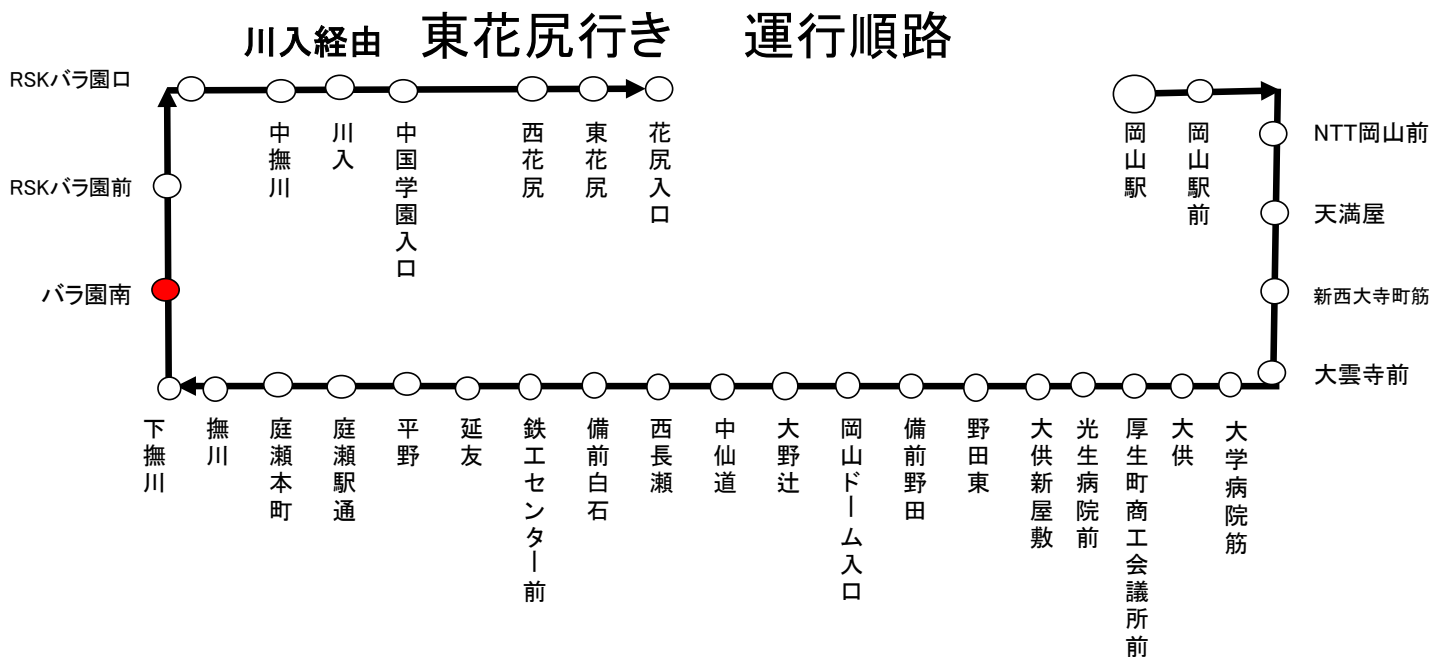 川入経由 東花尻行き 運行順路
RSKバラ園口
中撫川
川入
中国学園入口
西花尻
東花尻
花尻入口
岡山駅
岡山駅前
NTT岡山前
RSKバラ園前
天満屋
バラ園南
新西大寺町筋
大雲寺前
下撫川
撫川
庭瀬本町
庭瀬駅通
平野
延友
鉄工センター前
備前白石
西長瀬
中仙道
大野辻
岡山ドーム入口
備前野田
野田東
大供新屋敷
光生病院前
厚生町商工会議所前
大供
大学病院筋